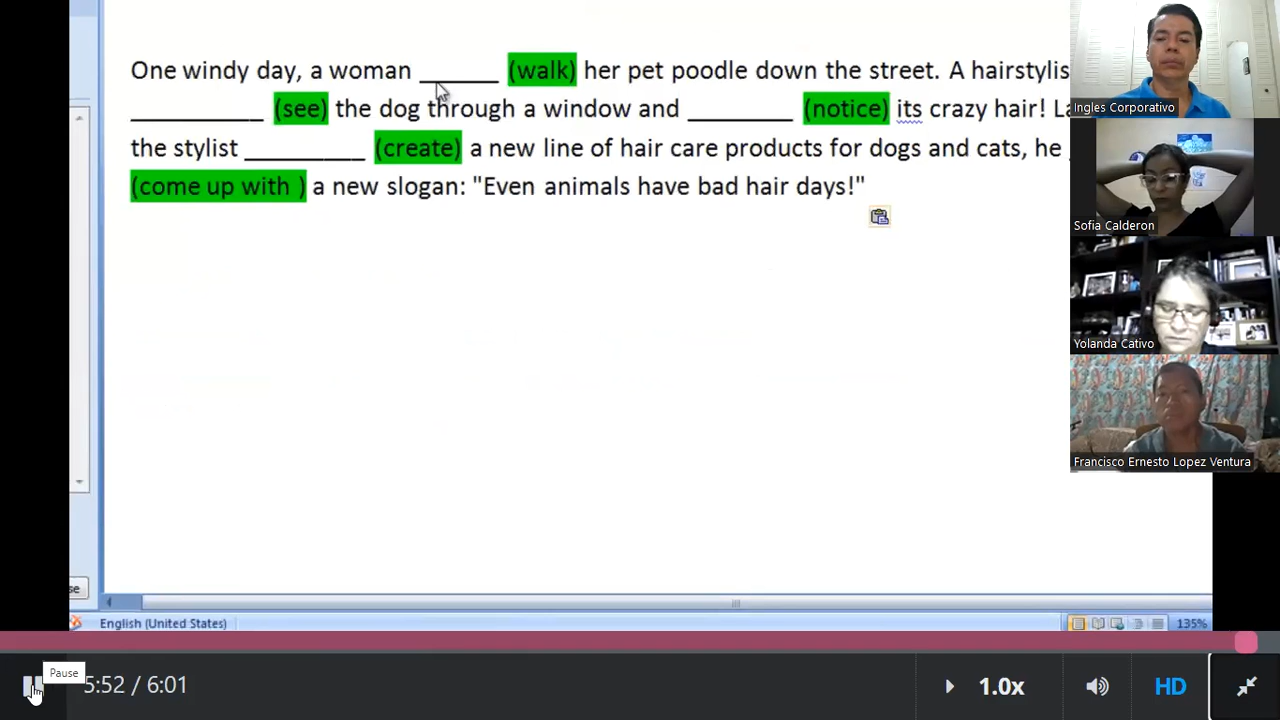 One windy day, a woman ______ (walk) her pet poodle down the street. A hairstylis
__________ (see) the dog through a window and ________ (notice) its crazy hair! La
the stylist _________ (create) a new line of hair care products for dogs and cats, he _
(come up with ) a new slogan: "Even animals have bad hair days!"
Ingles Corporativo
Sofia Calderon
Yolanda Cativo
Francisco Ernesto Lopez Ventura
se
English (United States)
135%
Pause
5:52 / 6:01
1.0x
HD